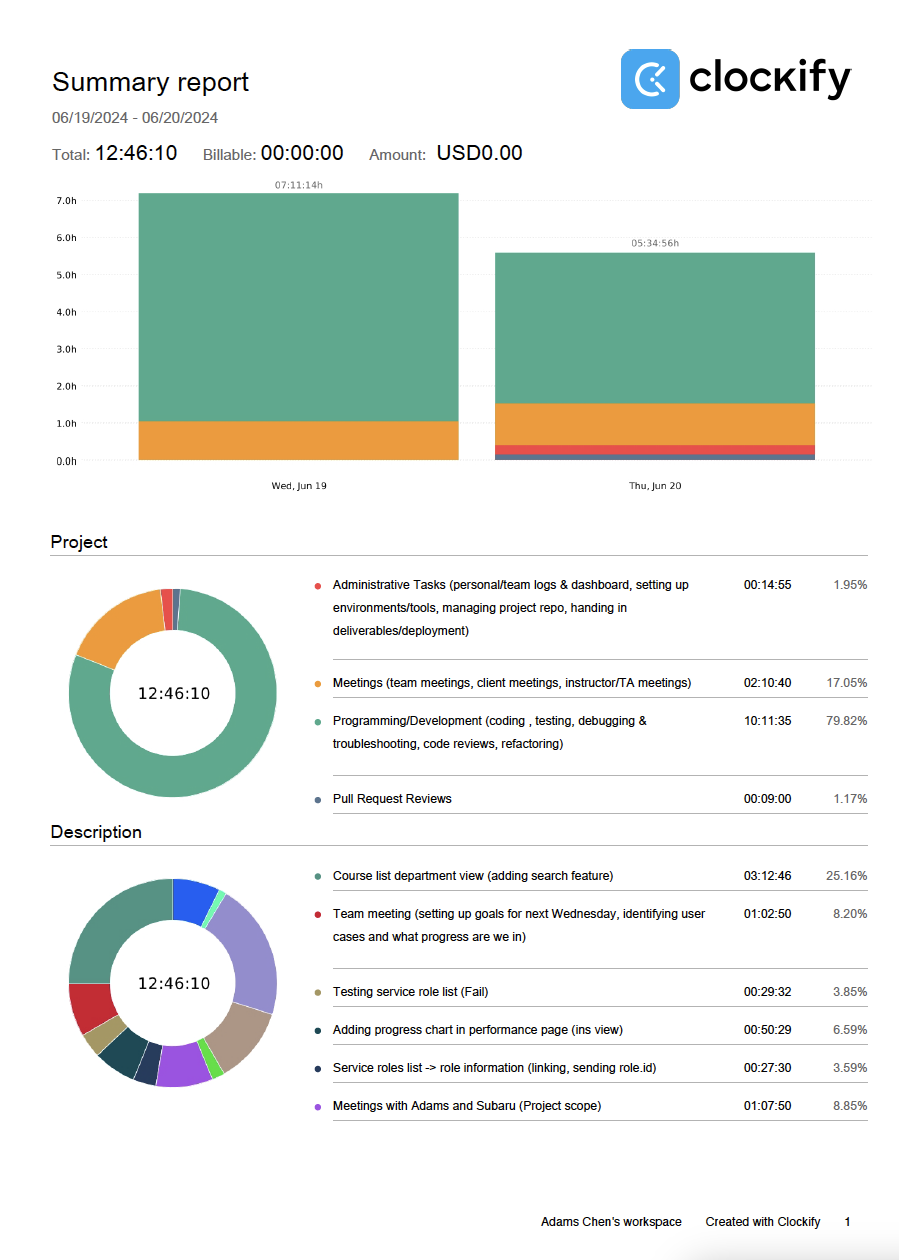 Summary report
clockify
06/19/2024 - 06/20/2024
Total: 12:46:10 Billable: 00:00:00 Amount: USD0.00
07:11:14h
7.0h
6.0h
05:34:56h
5.0h
4.0h
3.0h
2.0h
1.0h
0.0h
Wed, Jun 19 Thu, Jun 20
Project
12:46:10
Administrative Tasks (personal/team logs & dashboard, setting up 00:14:55 1.95%
environments/tools, managing project repo, handing in
deliverables/deployment)
Meetings (team meetings, client meetings, instructor/TA meetings) 02:10:40 17.05%
Programming/Development (coding , testing, debugging & 10:11:35 79.82%
troubleshooting, code reviews, refactoring)
Pull Request Reviews 00:09:00 1.17%
Description
12:46:10
Course list department view (adding search feature) 03:12:46 25.16%
Team meeting (setting up goals for next Wednesday, identifying user 01:02:50 8.20%
cases and what progress are we in)
Testing service role list (Fail) 00:29:32 3.85%
Adding progress chart in performance page (ins view) 00:50:29 6.59%
Service roles list -> role information (linking, sending role.id) 00:27:30 3.59%
Meetings with Adams and Subaru (Project scope) 01:07:50 8.85%
Adams Chen's workspace Created with Clockify 1